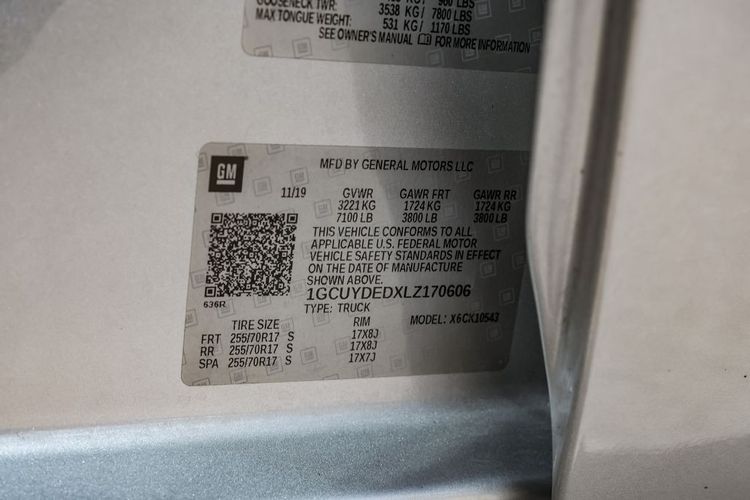 GOOSENECK TWR: 3538 KG / 7800 LBS
MAX TONGUE WEIGHT: 531 KG / 1170 LBS
SEE OWNER'S MANUAL FOR MORE INFORMATION
GM
MFD BY GENERAL MOTORS LLC
11/19 GVWR GAWR FRT GAWR RR
3221 KG 1724 KG 1724 KG
7100 LB 3800 LB 3800 LB
THIS VEHICLE CONFORMS TO ALL
APPLICABLE U.S. FEDERAL MOTOR
VEHICLE SAFETY STANDARDS IN EFFECT
ON THE DATE OF MANUFACTURE
SHOWN ABOVE.
1GCUYDEDXLZ170606
636R
TYPE: TRUCK
TIRE SIZE RIM MODEL: X6CK10543
FRT 255/70R17 S 17X8J
RR 255/70R17 S 17X8J
SPA 255/70R17 S 17X7J